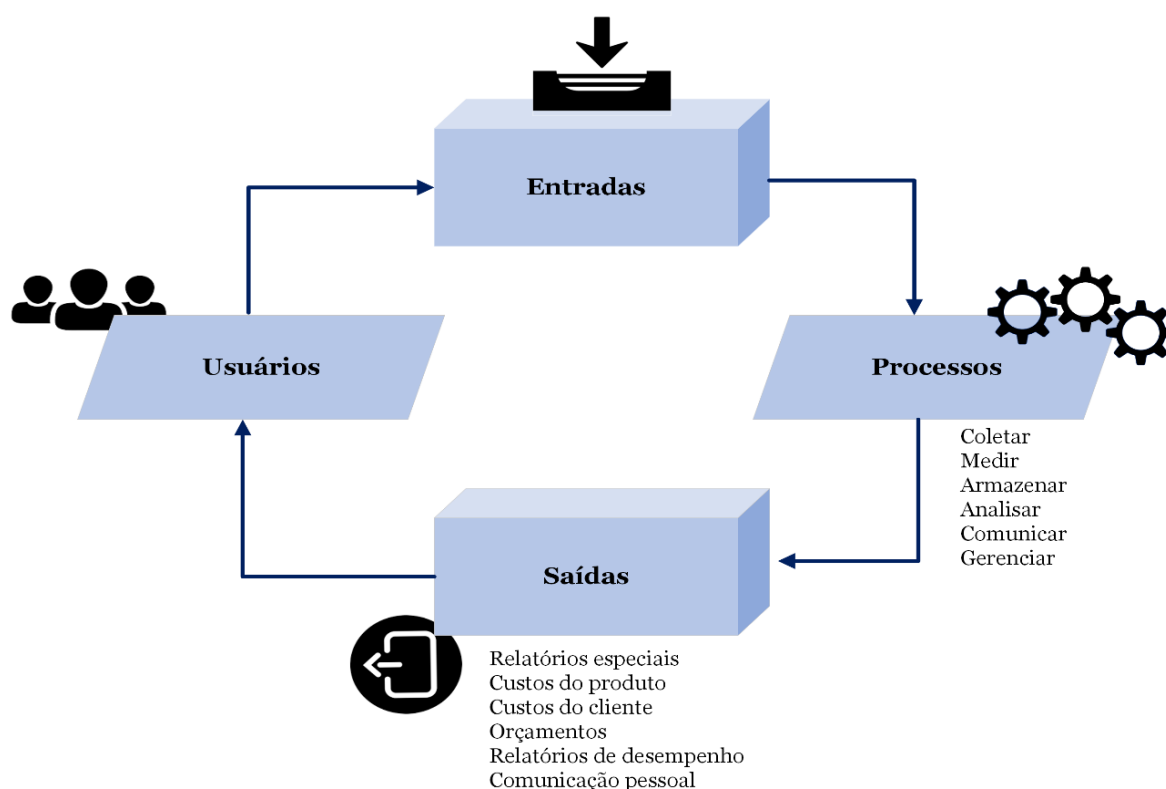 Entradas
Usuários
Processos
Coletar
Medir
Armazenar
Analisar
Comunicar
Gerenciar
Saídas
Relatórios especiais
Custos do produto
Custos do cliente
Orçamentos
Relatórios de desempenho
Comunicação pessoal